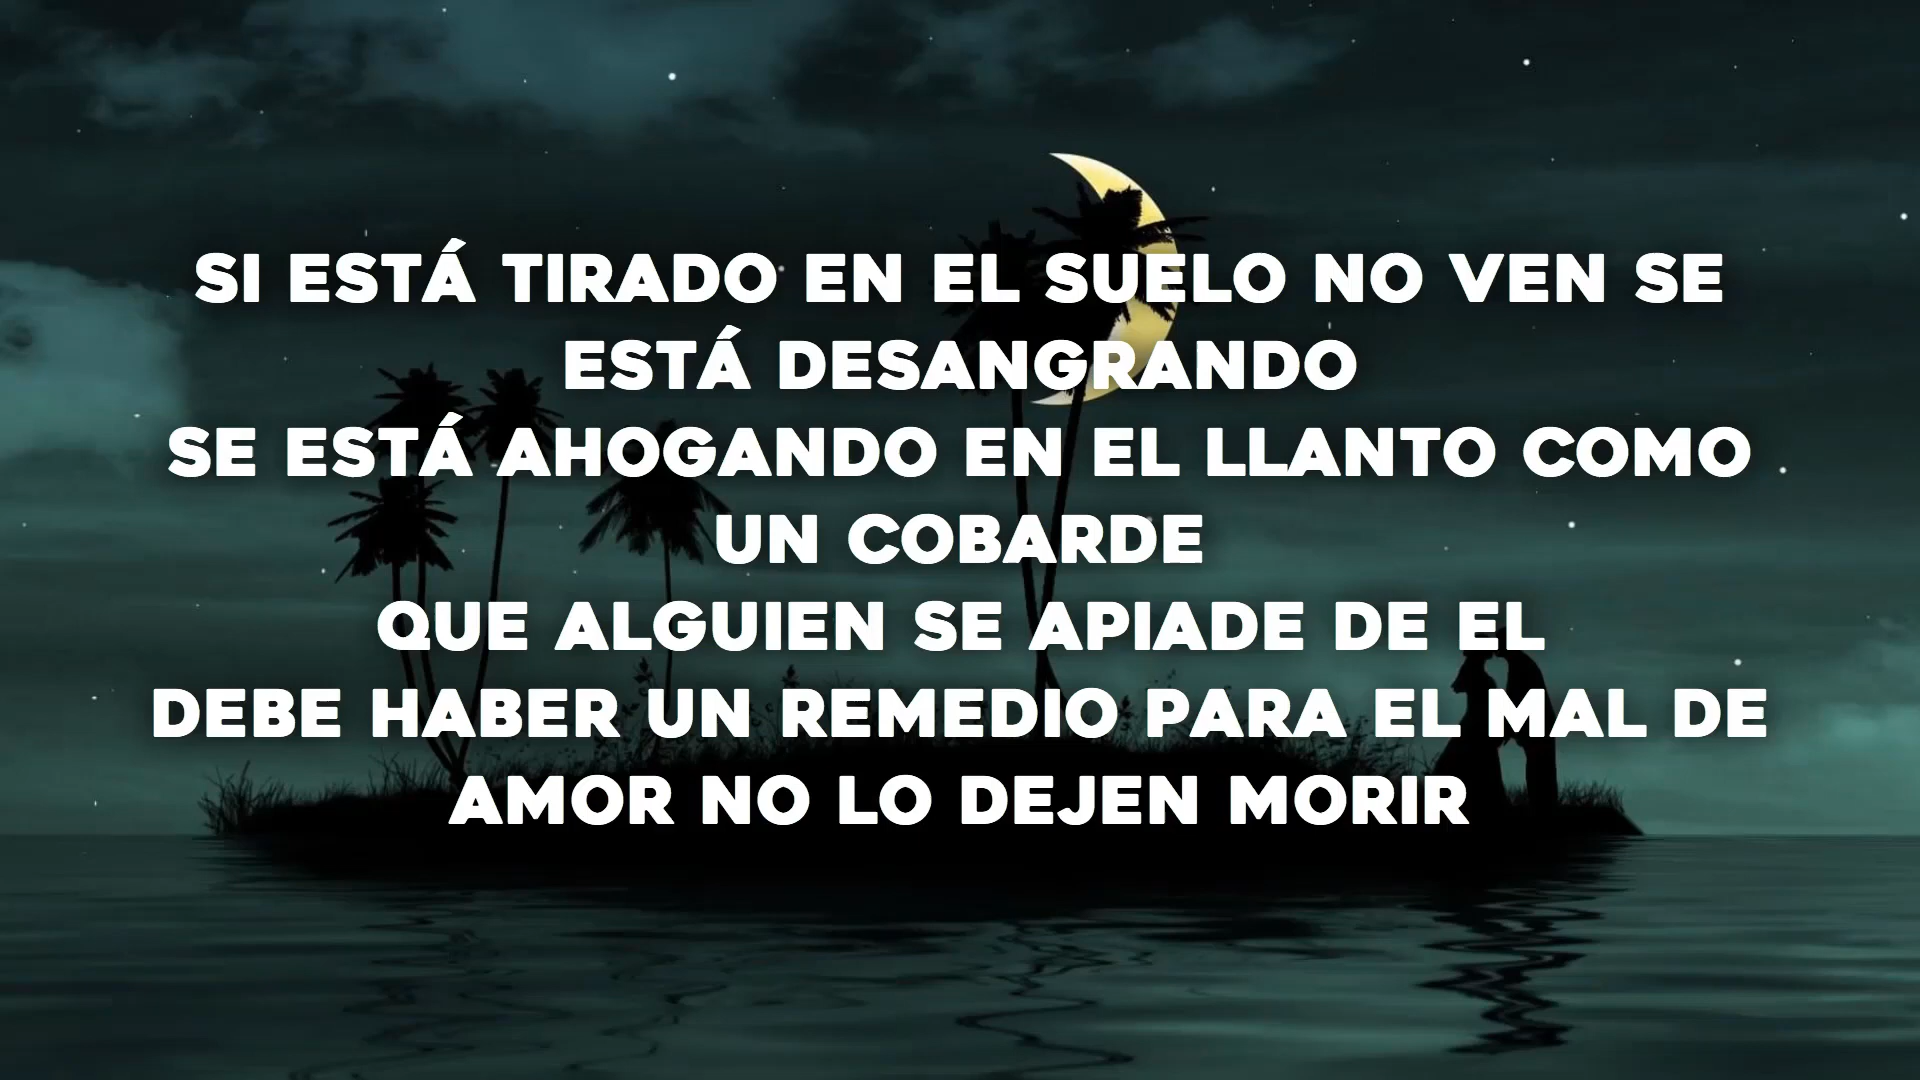 SI ESTÁ TIRADO EN EL SUELO NO VEN SE
ESTÁ DESANGRANDO
SE ESTÁ AHOGANDO EN EL LLANTO COMO
UN COBARDE
QUE ALGUIEN SE APIADE DE EL
DEBE HABER UN REMEDIO PARA EL MAL DE
AMOR NO LO DEJEN MORIR